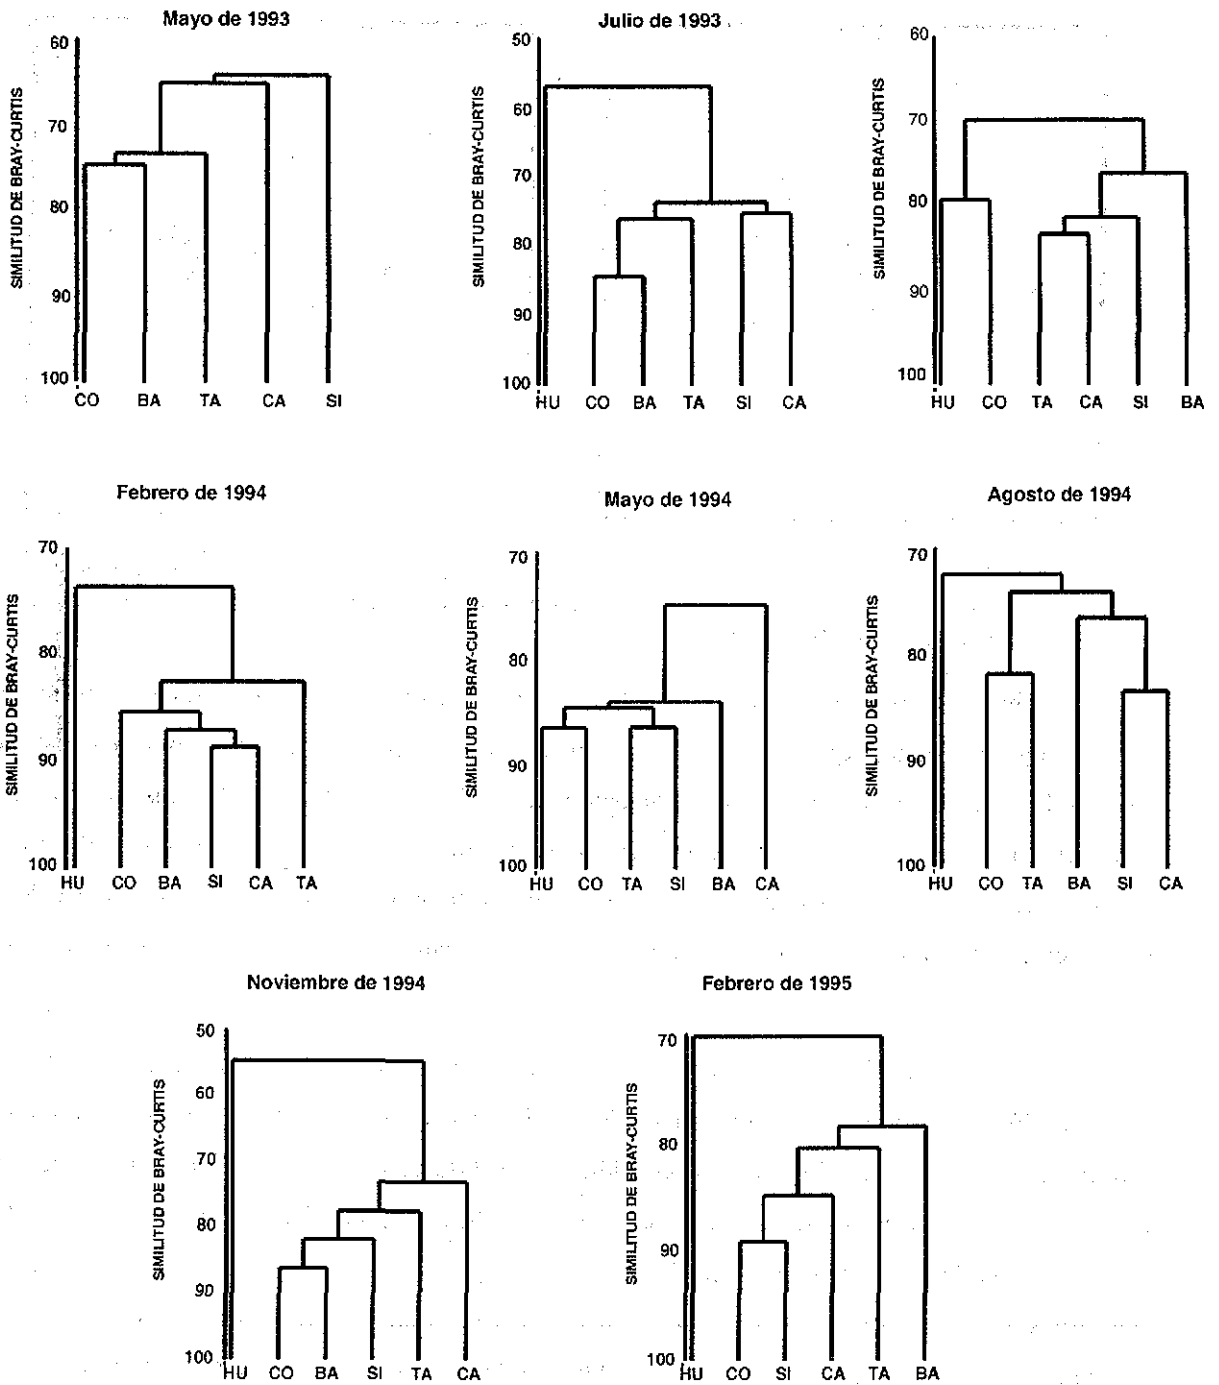 Mayo de 1993
SIMILITUD DE BRAY-CURTIS
60
70
80
90
100
CO BA TA CA SI
Julio de 1993
SIMILITUD DE BRAY-CURTIS
50
60
70
80
90
100
HU CO BA TA SI CA
SIMILITUD DE BRAY-CURTIS
60
70
80
90
100
HU CO TA CA SI BA
Febrero de 1994
SIMILITUD DE BRAY-CURTIS
70
80
90
100
HU CO BA SI CA TA
Mayo de 1994
SIMILITUD DE BRAY-CURTIS
70
80
90
100
HU CO TA SI BA CA
Agosto de 1994
SIMILITUD DE BRAY-CURTIS
70
80
90
100
HU CO TA BA SI CA
Noviembre de 1994
SIMILITUD DE BRAY-CURTIS
50
60
70
80
90
100
HU CO BA SI TA CA
Febrero de 1995
SIMILITUD DE BRAY-CURTIS
70
80
90
100
HU CO SI CA TA BA